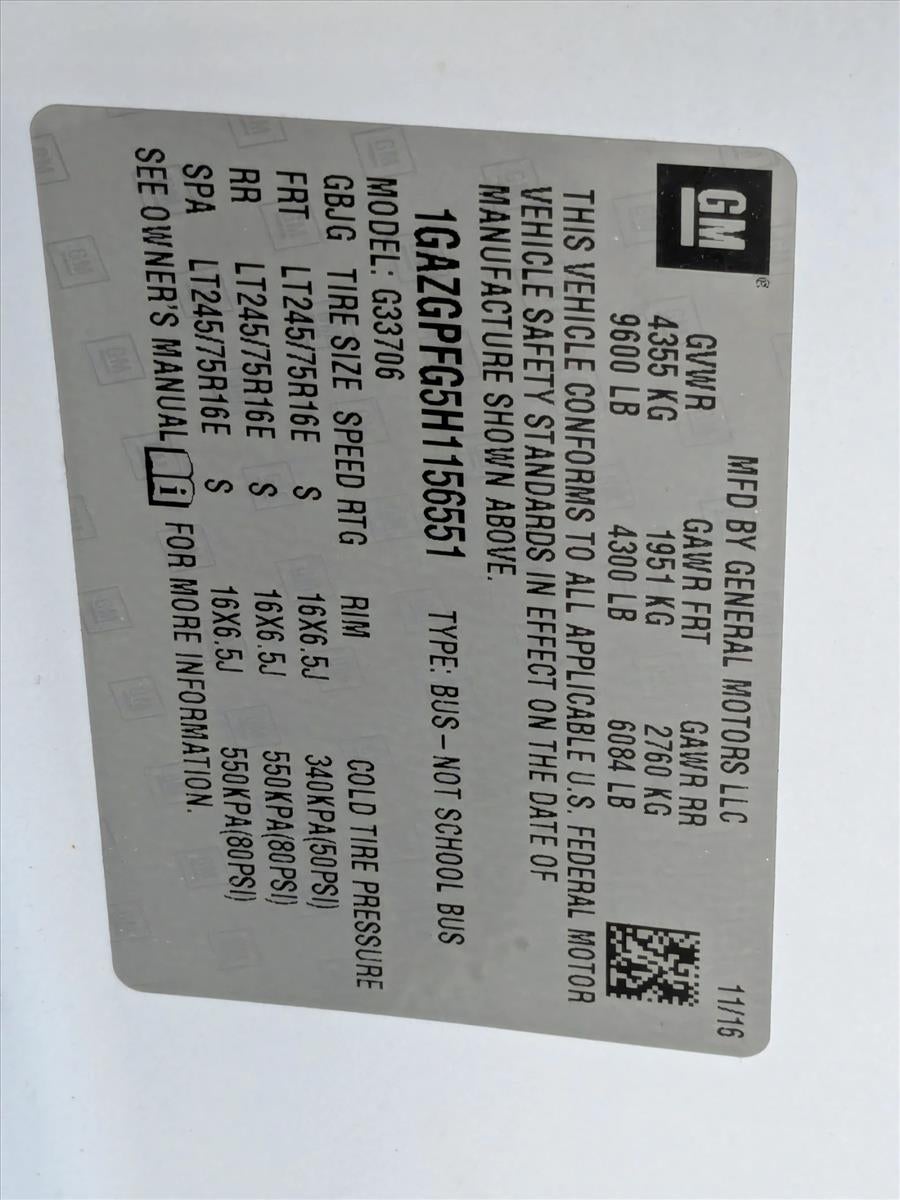 GM®
MFD BY GENERAL MOTORS LLC 11/16
GVWR GAWR FRT GAWR RR
4355 KG 1951 KG 2760 KG
9600 LB 4300 LB 6084 LB
THIS VEHICLE CONFORMS TO ALL APPLICABLE U.S. FEDERAL MOTOR
VEHICLE SAFETY STANDARDS IN EFFECT ON THE DATE OF
MANUFACTURE SHOWN ABOVE.
1GAZGPFG5H1156551 TYPE: BUS – NOT SCHOOL BUS
MODEL: G33706
GBJG TIRE SIZE SPEED RTG RIM COLD TIRE PRESSURE
FRT LT245/75R16E S 16X6.5J 340KPA(50PSI)
RR LT245/75R16E S 16X6.5J 550KPA(80PSI)
SPA LT245/75R16E S 16X6.5J 550KPA(80PSI)
SEE OWNER'S MANUAL i FOR MORE INFORMATION.